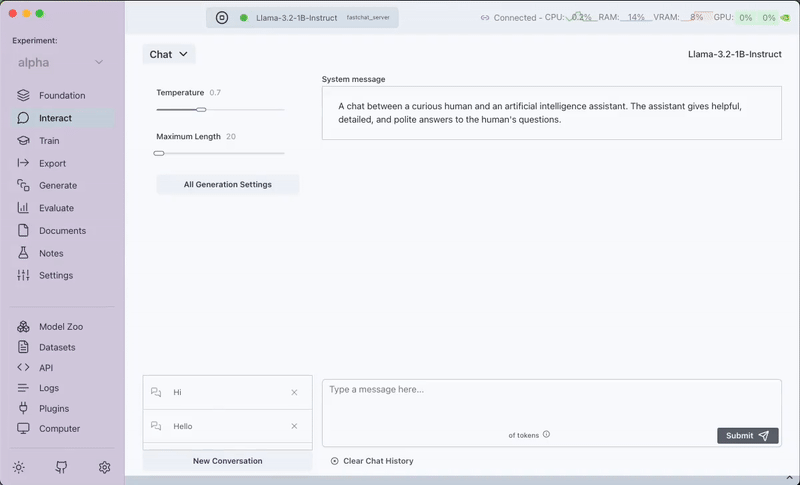 Llama-3.2-1B-Instruct fastchat_server
Connected - CPU: 0.2% RAM: 14% VRAM: 8% GPU: 0% 0%
Experiment:
alpha
Foundation
Interact
Train
Export
Generate
Evaluate
Documents
Notes
Settings
Model Zoo
Datasets
API
Logs
Plugins
Computer
Chat
Llama-3.2-1B-Instruct
Temperature 0.7
Maximum Length 20
All Generation Settings
System message
A chat between a curious human and an artificial intelligence assistant. The assistant gives helpful,
detailed, and polite answers to the human's questions.
Hi
Hello
New Conversation
Type a message here...
of tokens
Submit
Clear Chat History